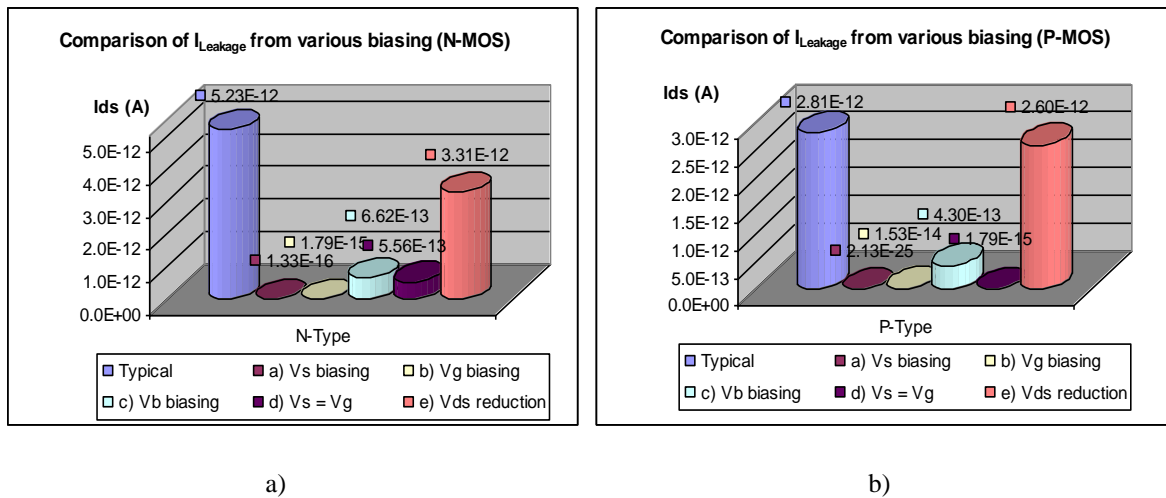 Comparison of ILeakage from various biasing (N-MOS)
Ids (A)
5.23E-12
1.33E-16
1.79E-15
6.62E-13
5.56E-13
3.31E-12
5.0E-12
4.0E-12
3.0E-12
2.0E-12
1.0E-12
0.0E+00
N-Type
Typical
a) Vs biasing
b) Vg biasing
c) Vb biasing
d) Vs = Vg
e) Vds reduction
a)
Comparison of ILeakage from various biasing (P-MOS)
Ids (A)
2.81E-12
2.13E-25
1.53E-14
4.30E-13
1.79E-15
2.60E-12
3.0E-12
2.5E-12
2.0E-12
1.5E-12
1.0E-12
5.0E-13
0.0E+00
P-Type
Typical
a) Vs biasing
b) Vg biasing
c) Vb biasing
d) Vs = Vg
e) Vds reduction
b)